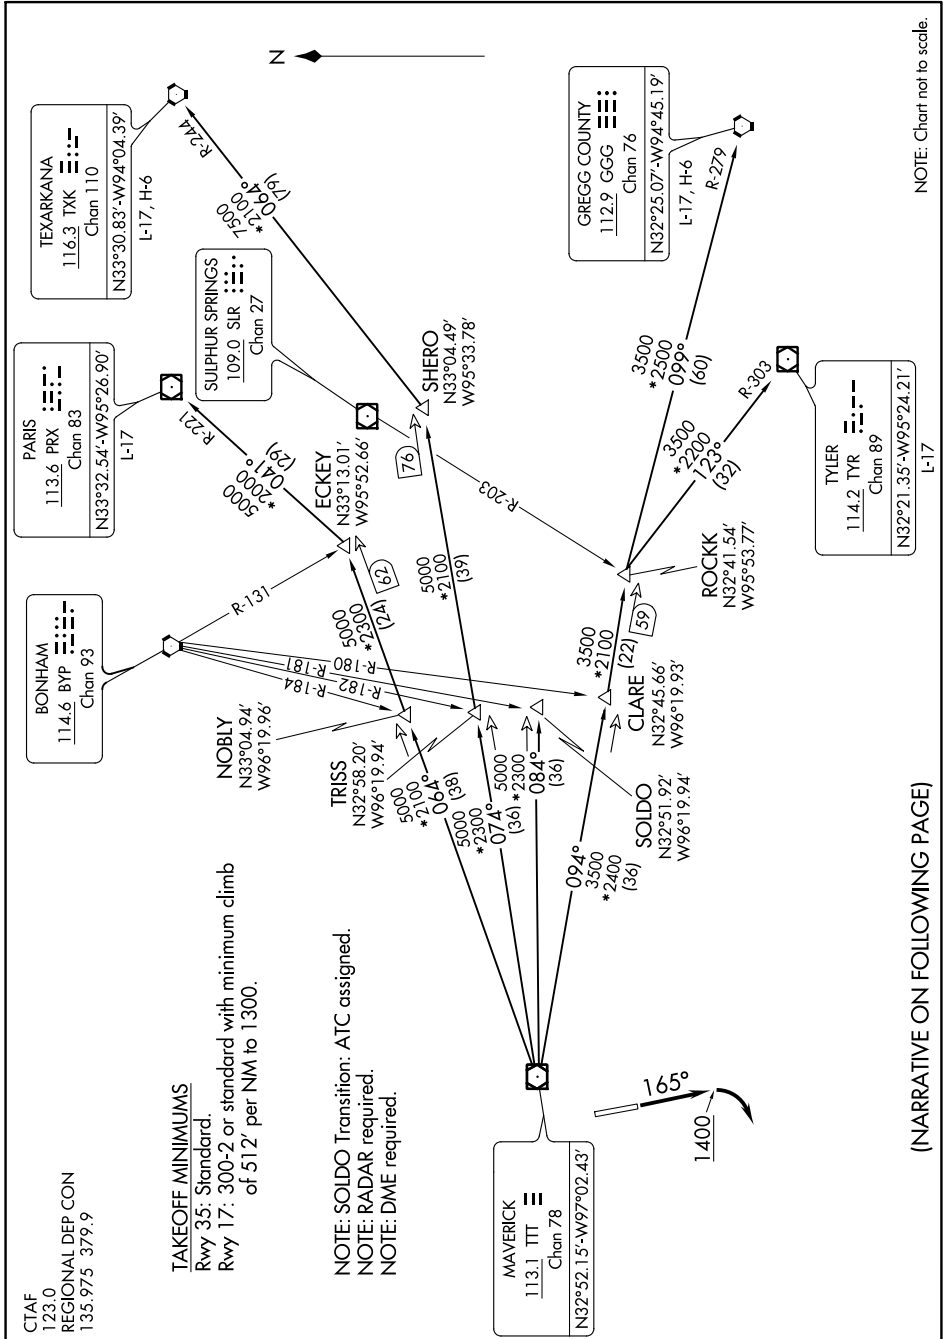 CTAF
123.0
REGIONAL DEP CON
135.975 379.9
TAKEOFF MINIMUMS
Rwy 35: Standard.
Rwy 17: 300-2 or standard with minimum climb
of 512' per NM to 1300.
NOTE: SOLDO Transition: ATC assigned.
NOTE: RADAR required.
NOTE: DME required.
MAVERICK
113.1 TTT
Chan 78
N32°52.15'-W97°02.43'
165°
1400
BONHAM
114.6 BYP
Chan 93
R-131
R-180
R-181
R-182
R-184
PARIS
113.6 PRX
Chan 83
N33°32.54'-W95°26.90'
L-17
R-221
5000
*2000
041°
(29)
TEXARKANA
116.3 TXK
Chan 110
N33°30.83'-W94°04.39'
L-17, H-6
R-244
7500
*2100
064°
(79)
N
SULPHUR SPRINGS
109.0 SLR
Chan 27
R-203
ECKEY
N33°13.01'
W95°52.66'
62
5000
*2300
(24)
NOBLY
N33°04.94'
W96°19.96'
5000
*2100
064°
(38)
SHERO
N33°04.49'
W95°33.78'
76
5000
*2100
(39)
TRISS
N32°58.20'
W96°19.94'
5000
*2300
074°
(36)
5000
*2300
084°
(36)
SOLDO
N32°51.92'
W96°19.94'
094°
3500
*2400
(36)
CLARE
N32°45.66'
W96°19.93'
3500
*2100
(22)
59
ROCKK
N32°41.54'
W95°53.77'
3500
*2500
099°
(60)
R-279
GREGG COUNTY
112.9 GGG
Chan 76
N32°25.07'-W94°45.19'
L-17, H-6
3500
*2200
123°
(32)
R-303
TYLER
114.2 TYR
Chan 89
N32°21.35'-W95°24.21'
L-17
(NARRATIVE ON FOLLOWING PAGE)
NOTE: Chart not to scale.